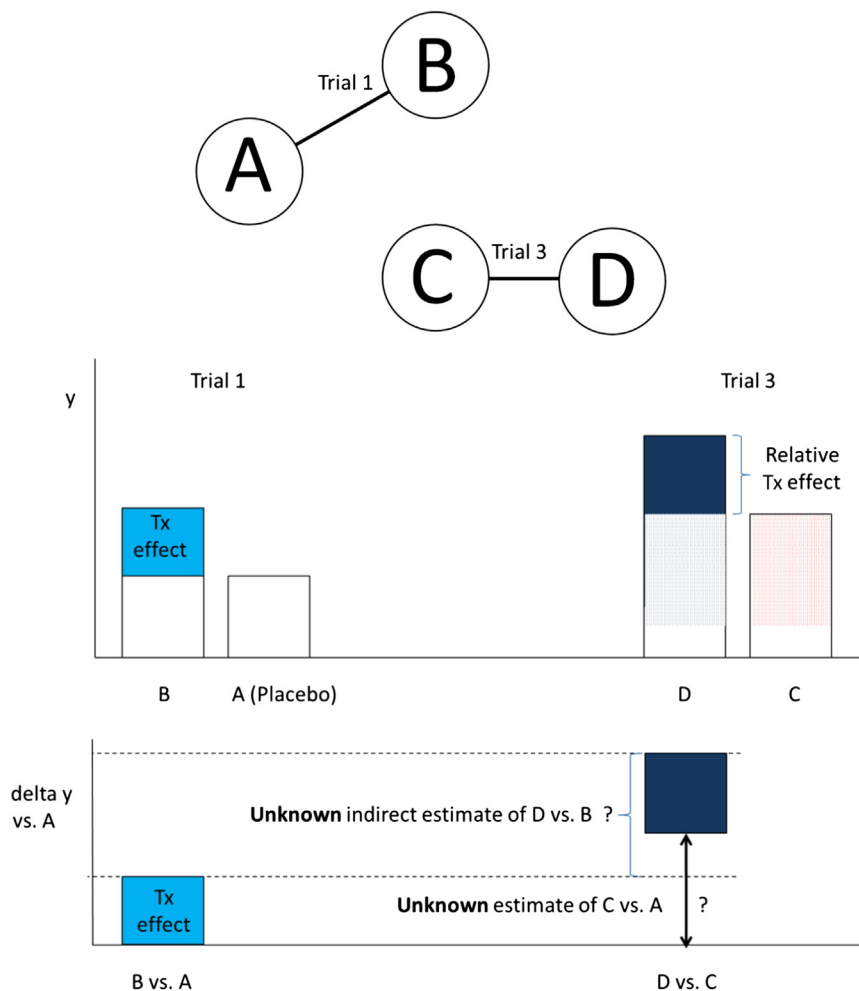 B
Trial 1
A
Trial 3
C
D
Trial 1
Trial 3
y
Relative
Tx effect
Tx
effect
B
A (Placebo)
D
C
delta y
vs. A
Unknown indirect estimate of D vs. B ?
Tx
effect
Unknown estimate of C vs. A ?
B vs. A
D vs. C